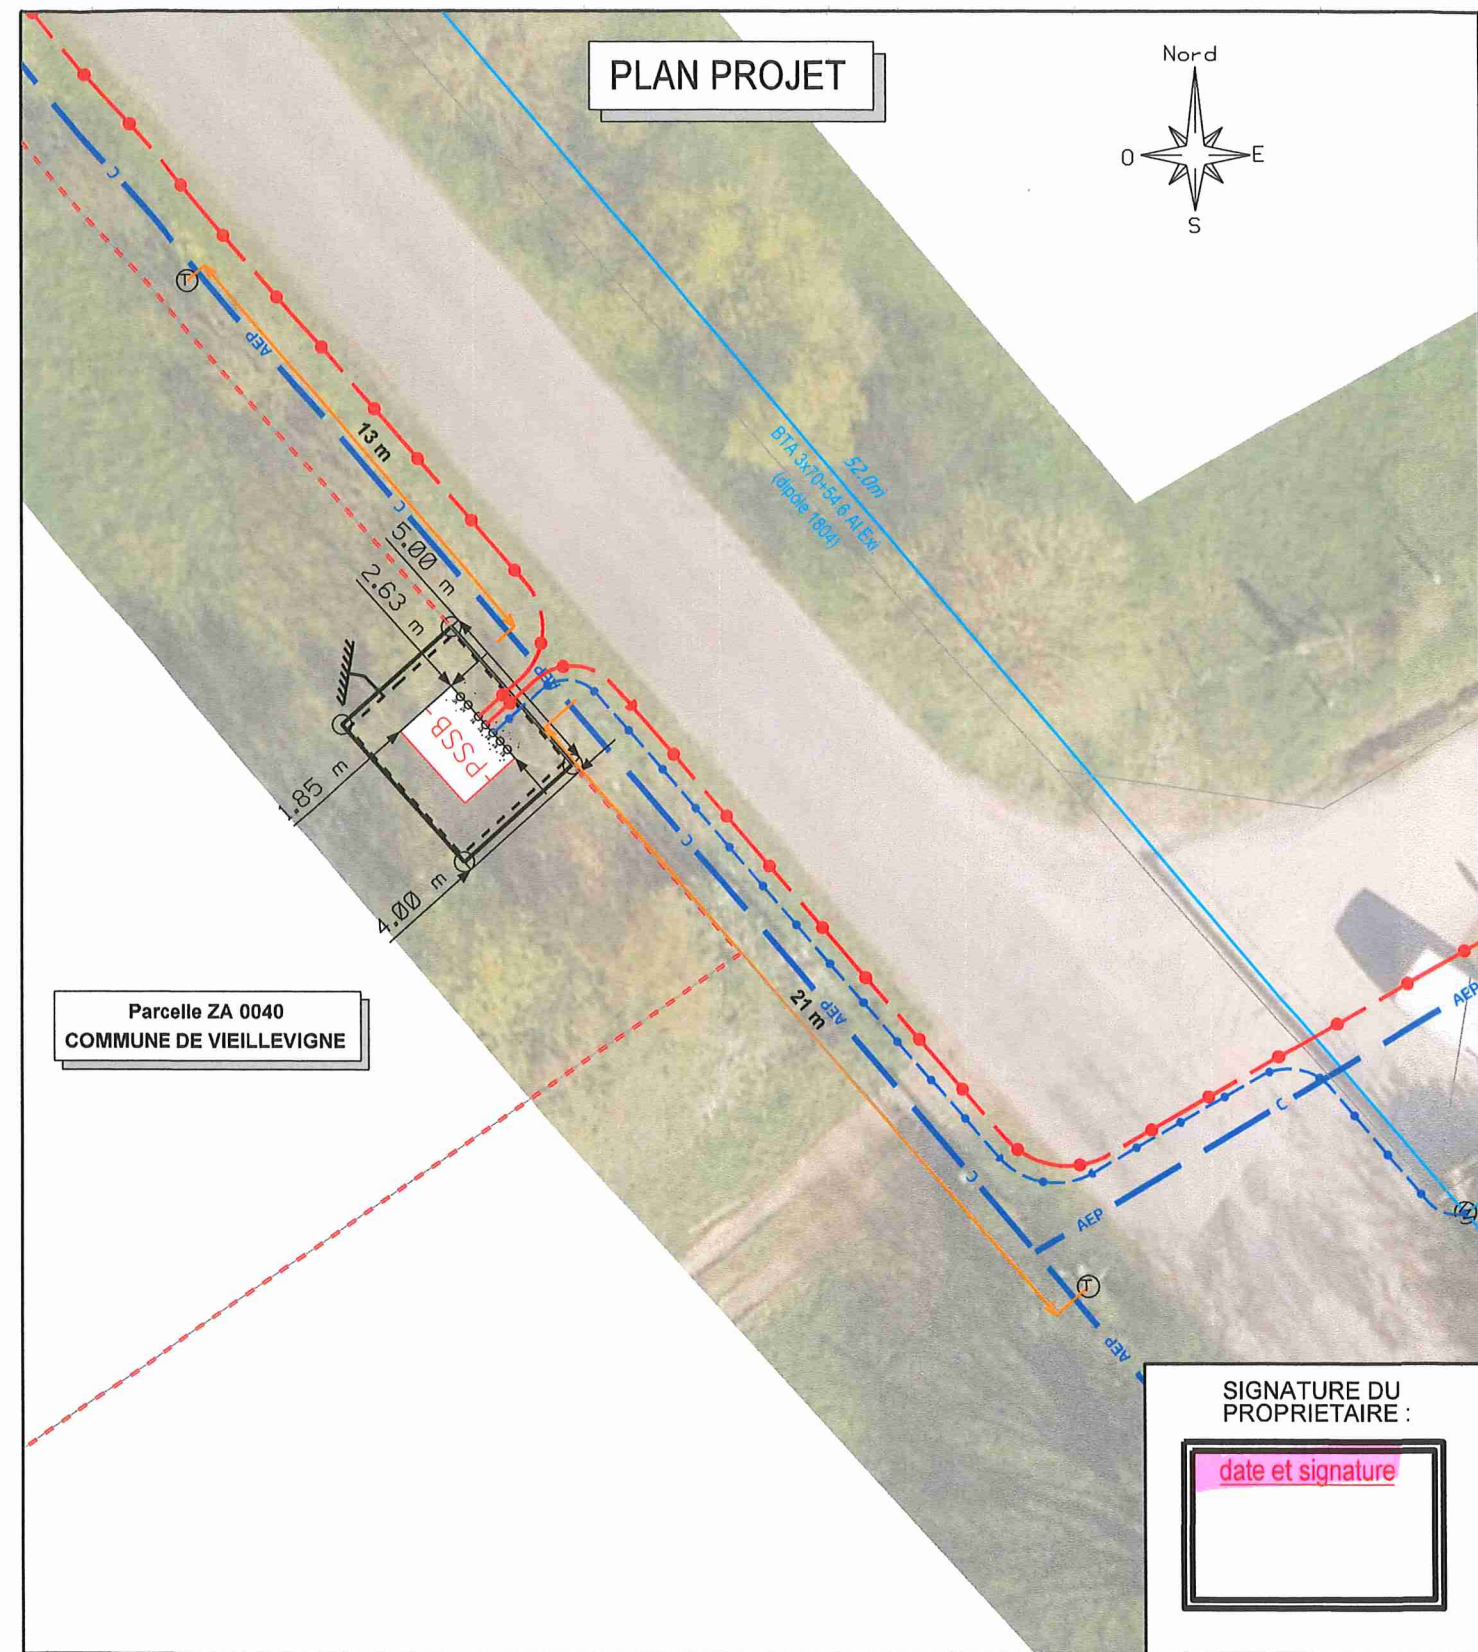 PLAN PROJET
Nord
O
E
S
C
T
AEP
13 m
C
5.00 m
2.63 m
52.0m
BTA 3x70+54.6 Al Exi.
(dipôle 1804)
AEP
PSSB
1.85 m
4.00 m
C
Parcelle ZA 0040
COMMUNE DE VIEILLEVIGNE
21 m
AEP
AEP
C
C
AEP
T
AEP
SIGNATURE DU
PROPRIETAIRE :
date et signature